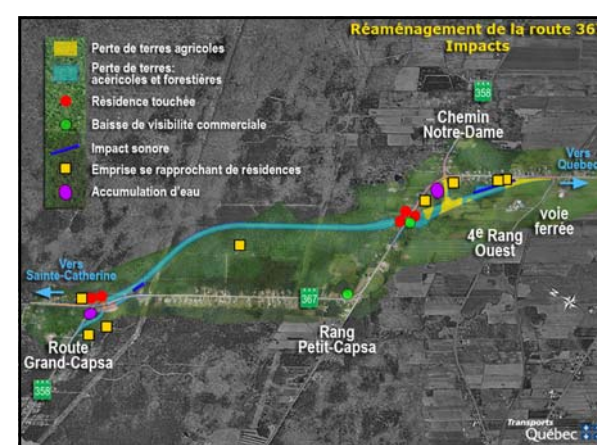 Réaménagement de la route 367
Impacts
Perte de terres agricoles
Perte de terres:
acéricoles et forestières
Résidence touchée
Baisse de visibilité commerciale
Impact sonore
Emprise se rapprochant de résidences
Accumulation d'eau
358
Chemin
Notre-Dame
Vers
Québec
4e Rang
Ouest
voie
ferrée
Vers
Sainte-Catherine
367
Rang
Petit-Capsa
Route
Grand-Capsa
358
N
Transports
Québec